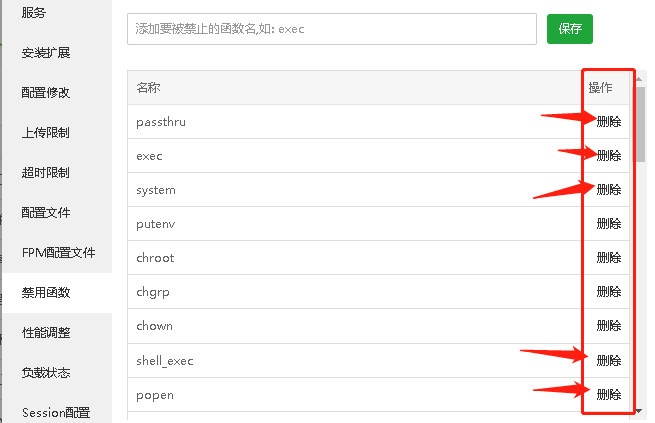 服务
安装扩展
配置修改
上传限制
超时限制
配置文件
FPM配置文件
禁用函数
性能调整
负载状态
Session配置
添加要被禁止的函数名,如: exec
保存
名称 操作
passthru 删除
exec 删除
system 删除
putenv 删除
chroot 删除
chgrp 删除
chown 删除
shell_exec 删除
popen 删除